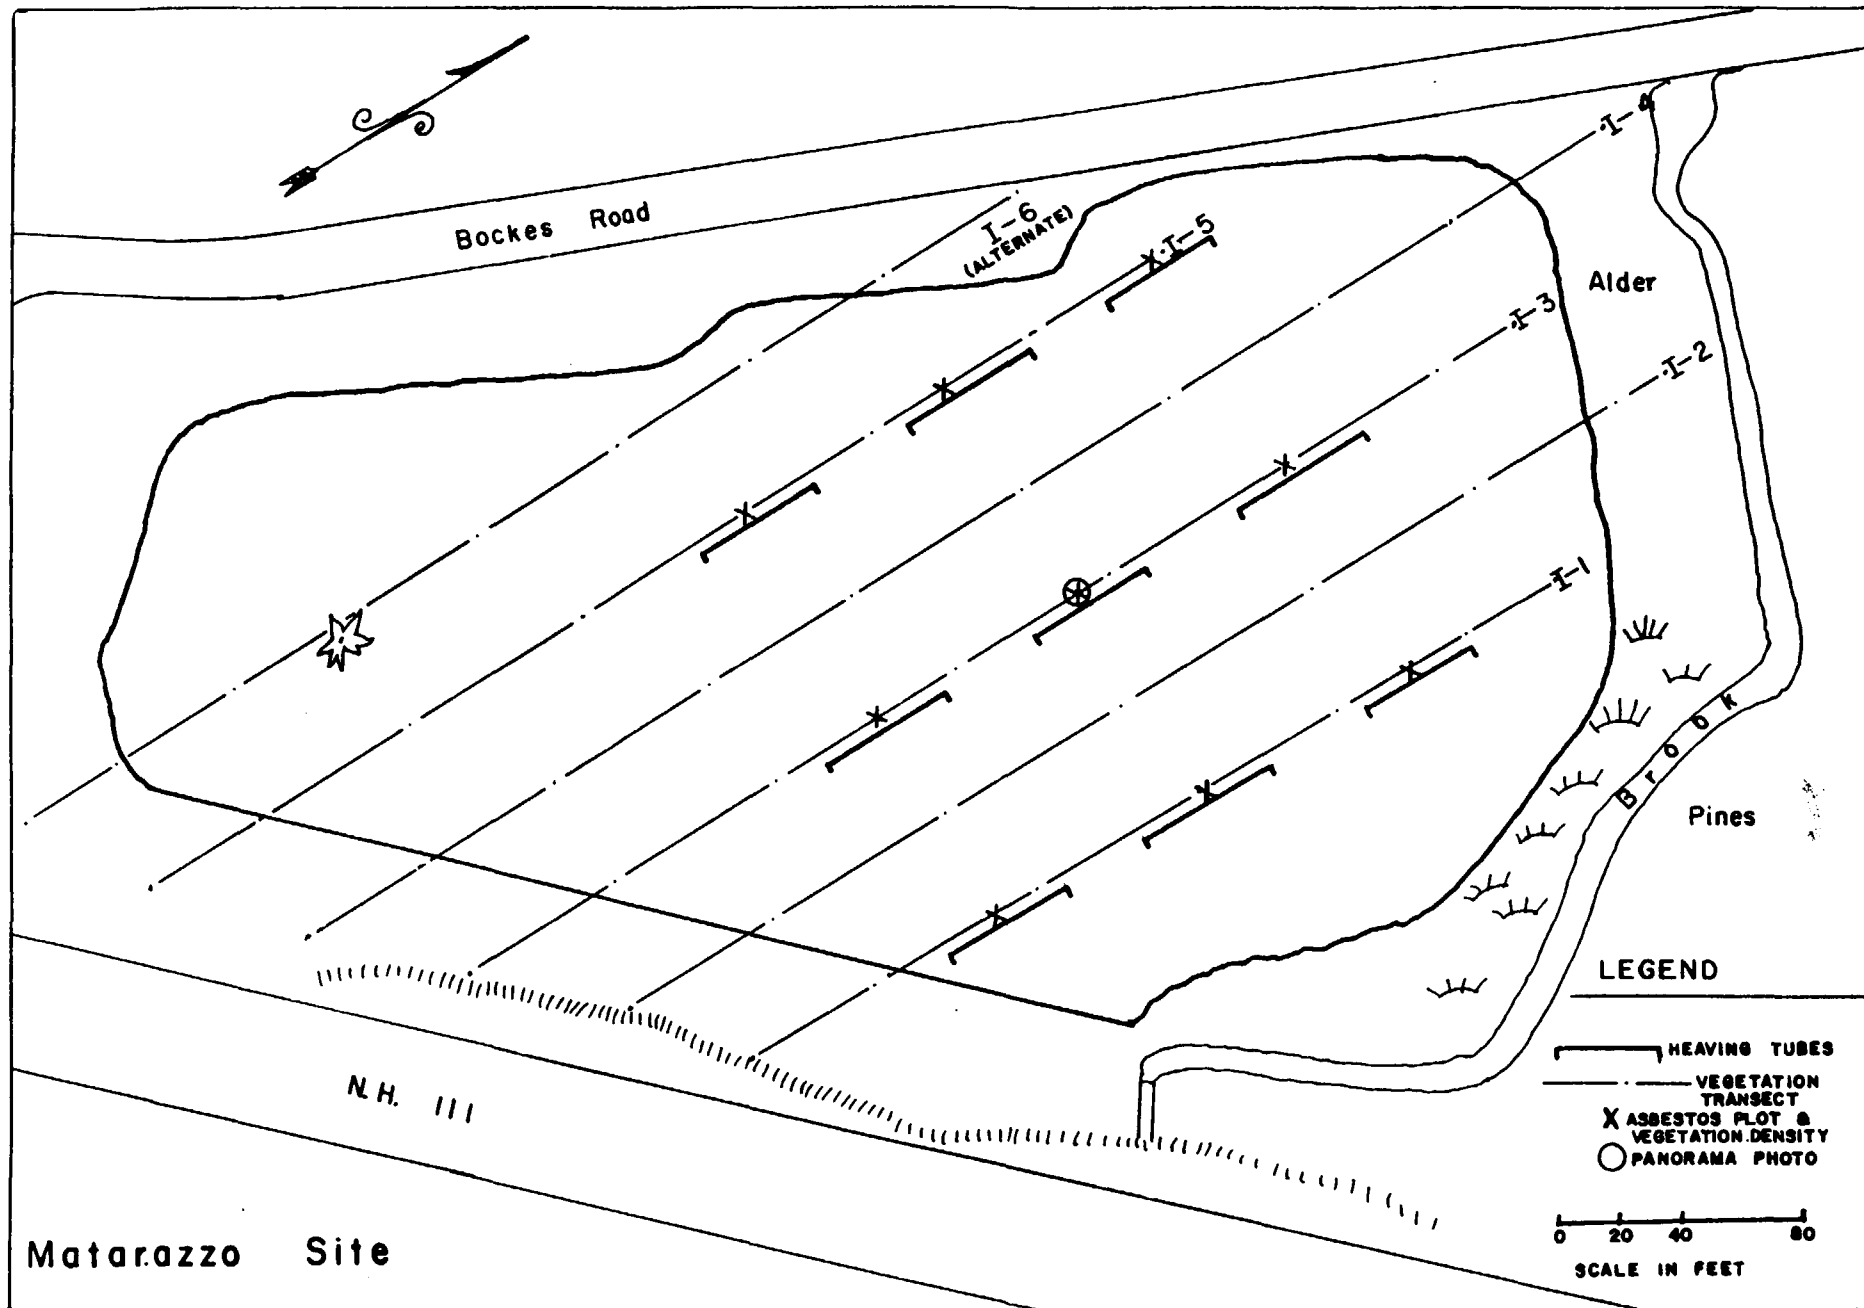 Bockes Road
I-6
(ALTERNATE)
I-5
I-4
I-3
I-2
I-1
Alder
Brook
Pines
N.H. 111
LEGEND
HEAVING TUBES
VEGETATION
TRANSECT
X ASBESTOS PLOT &
VEGETATION.DENSITY
PANORAMA PHOTO
0 20 40 80
SCALE IN FEET
Matarazzo Site